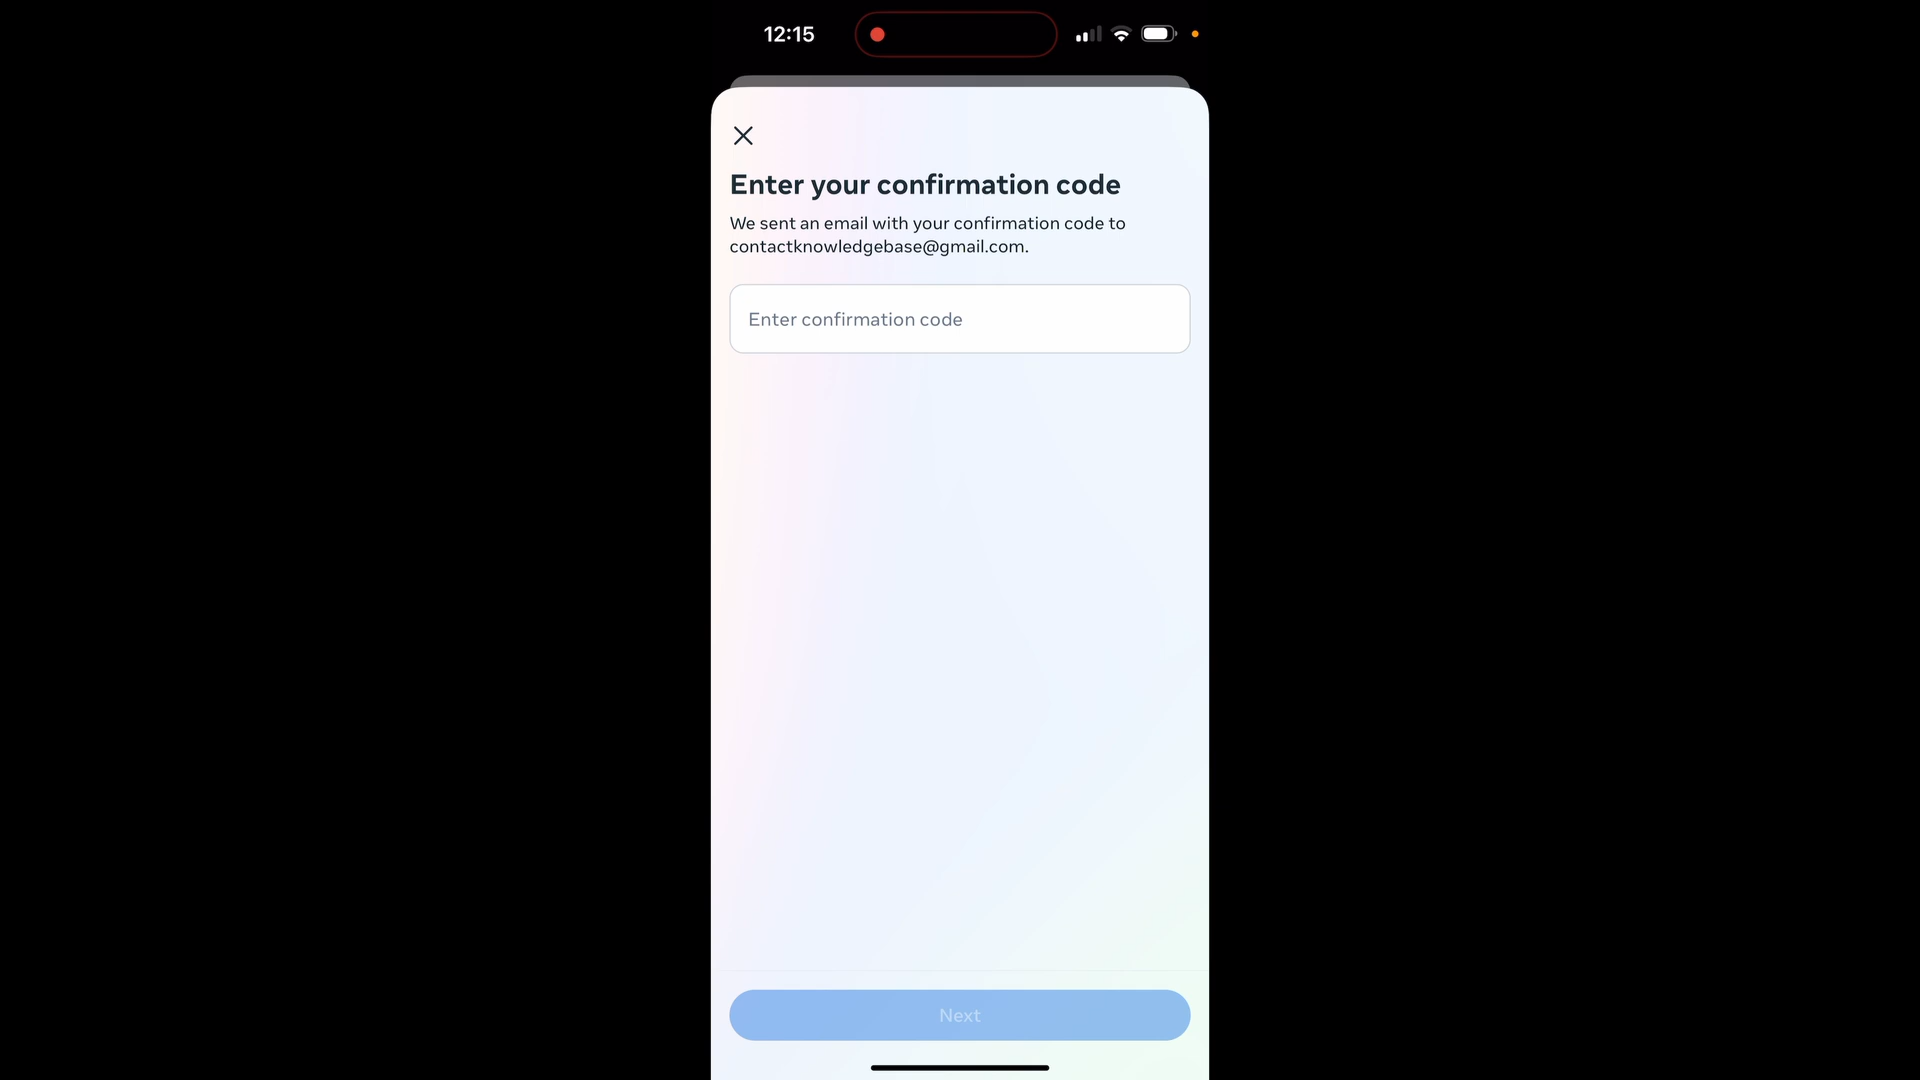 12:15
Enter your confirmation code
We sent an email with your confirmation code to
contactknowledgebase@gmail.com.
Enter confirmation code
Next